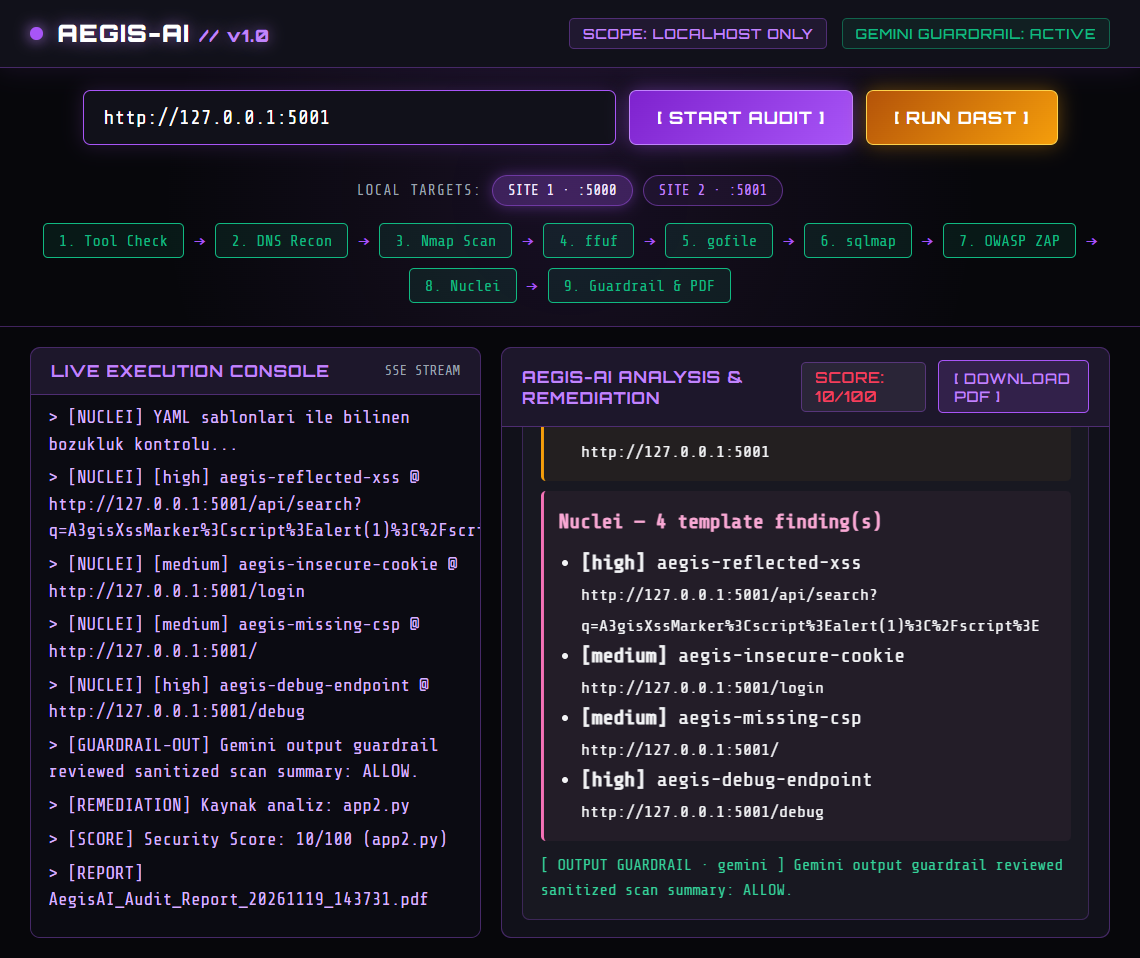 AEGIS-AI // v1.0
SCOPE: LOCALHOST ONLY
GEMINI GUARDRAIL: ACTIVE
http://127.0.0.1:5001
[ START AUDIT ]
[ RUN DAST ]
LOCAL TARGETS:
SITE 1 · :5000
SITE 2 · :5001
1. Tool Check → 2. DNS Recon → 3. Nmap Scan → 4. ffuf → 5. gofile → 6. sqlmap → 7. OWASP ZAP →
8. Nuclei → 9. Guardrail & PDF
LIVE EXECUTION CONSOLE
SSE STREAM
> [NUCLEI] YAML sablonlari ile bilinen
bozukluk kontrolu...
> [NUCLEI] [high] aegis-reflected-xss @
http://127.0.0.1:5001/api/search?
q=A3gisXssMarker%3Cscript%3Ealert(1)%3C%2Fscr
> [NUCLEI] [medium] aegis-insecure-cookie @
http://127.0.0.1:5001/login
> [NUCLEI] [medium] aegis-missing-csp @
http://127.0.0.1:5001/
> [NUCLEI] [high] aegis-debug-endpoint @
http://127.0.0.1:5001/debug
> [GUARDRAIL-OUT] Gemini output guardrail
reviewed sanitized scan summary: ALLOW.
> [REMEDIATION] Kaynak analiz: app2.py
> [SCORE] Security Score: 10/100 (app2.py)
> [REPORT]
AegisAI_Audit_Report_20261119_143731.pdf
AEGIS-AI ANALYSIS &
REMEDIATION
SCORE:
10/100
[ DOWNLOAD
PDF ]
http://127.0.0.1:5001
Nuclei — 4 template finding(s)
• [high] aegis-reflected-xss
http://127.0.0.1:5001/api/search?
q=A3gisXssMarker%3Cscript%3Ealert(1)%3C%2Fscript%3E
• [medium] aegis-insecure-cookie
http://127.0.0.1:5001/login
• [medium] aegis-missing-csp
http://127.0.0.1:5001/
• [high] aegis-debug-endpoint
http://127.0.0.1:5001/debug
[ OUTPUT GUARDRAIL · gemini ] Gemini output guardrail reviewed
sanitized scan summary: ALLOW.